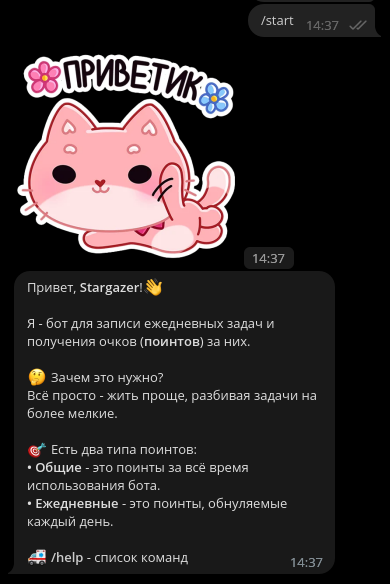 /start 14:37
ПРИВЕТИК
14:37
Привет, Stargazer!👋
Я - бот для записи ежедневных задач и
получения очков (поинтов) за них.
🤔 Зачем это нужно?
Всё просто - жить проще, разбивая задачи на
более мелкие.
🎯 Есть два типа поинтов:
• Общие - это поинты за всё время
использования бота.
• Ежедневные - это поинты, обнуляемые
каждый день.
🚑 /help - список команд
14:37